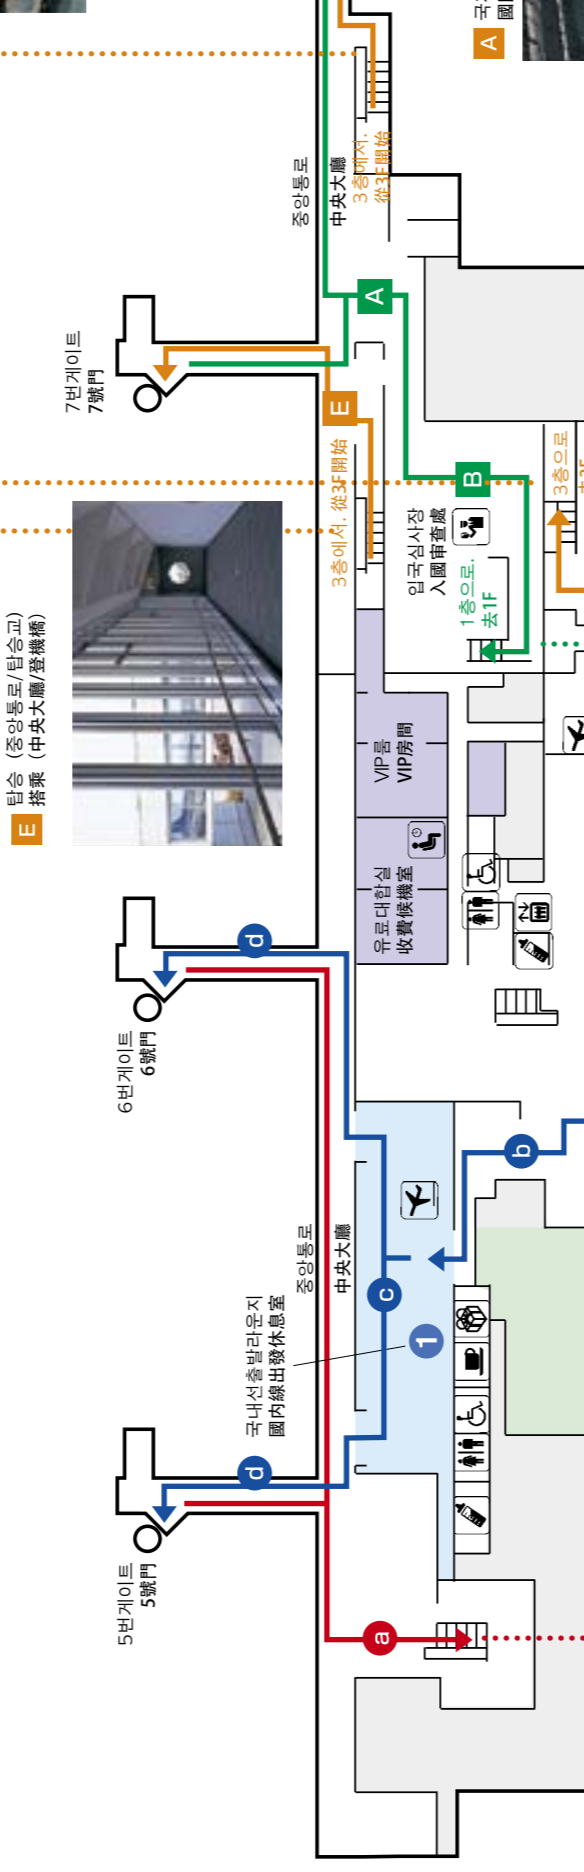 A
국
國
3층에서.
從3F開始
중앙통로
中央大廳
A
7번게이트
7號門
E
3층에서. 從3F開始
B
3층으로
입국심사장
入國審査處
1층으로.
去1F
E
탑승 (중앙통로/탑승교)
搭乘 (中央大廳/登機橋)
VIP룸
VIP房間
유료대합실
收費候機室
d
6번게이트
6號門
b
중앙통로
中央大廳
c
국내선출발라운지
國内線出發休息室
1
d
5번게이트
5號門
a